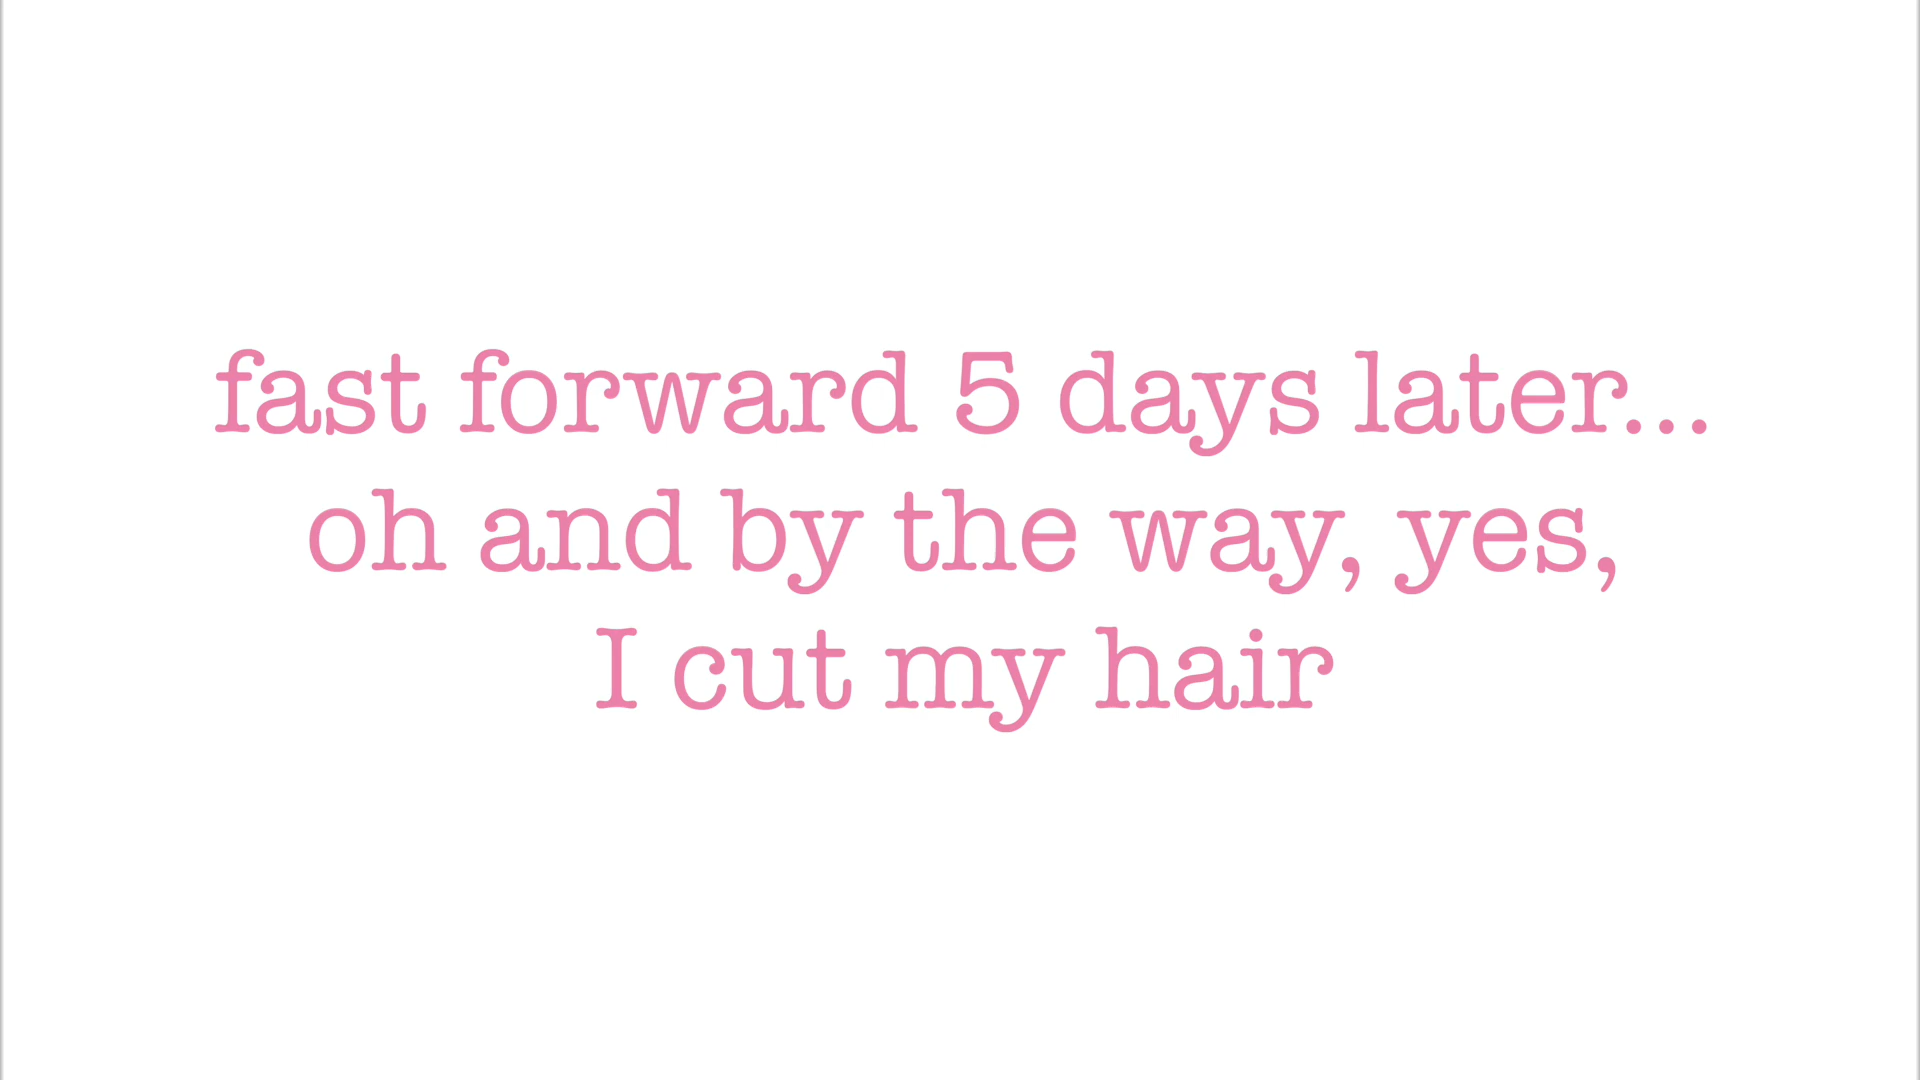 fast forward 5 days later...
oh and by the way, yes,
I cut my hair